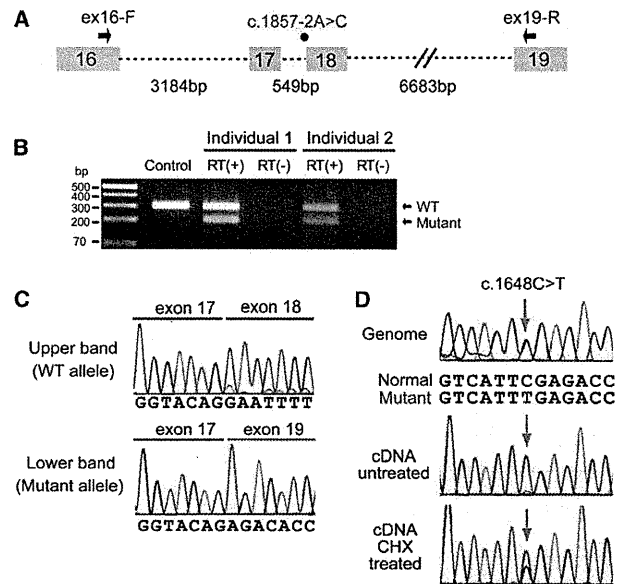 A
ex16-F
c.1857-2A>C
ex19-R
16
17
18
19
3184bp
549bp
6683bp
B
Individual 1
Individual 2
bp
Control
RT(+)
RT(-)
RT(+)
RT(-)
500
400
300
200
70
WT
Mutant
C
exon 17
exon 18
Upper band
(WT allele)
GGTACAGGAATTTT
exon 17
exon 19
Lower band
(Mutant allele)
GGTACAGAGACACC
D
c.1648C>T
Genome
Normal GTCATTCGAGACC
Mutant GTCATTTGAGACC
cDNA
untreated
cDNA
CHX
treated